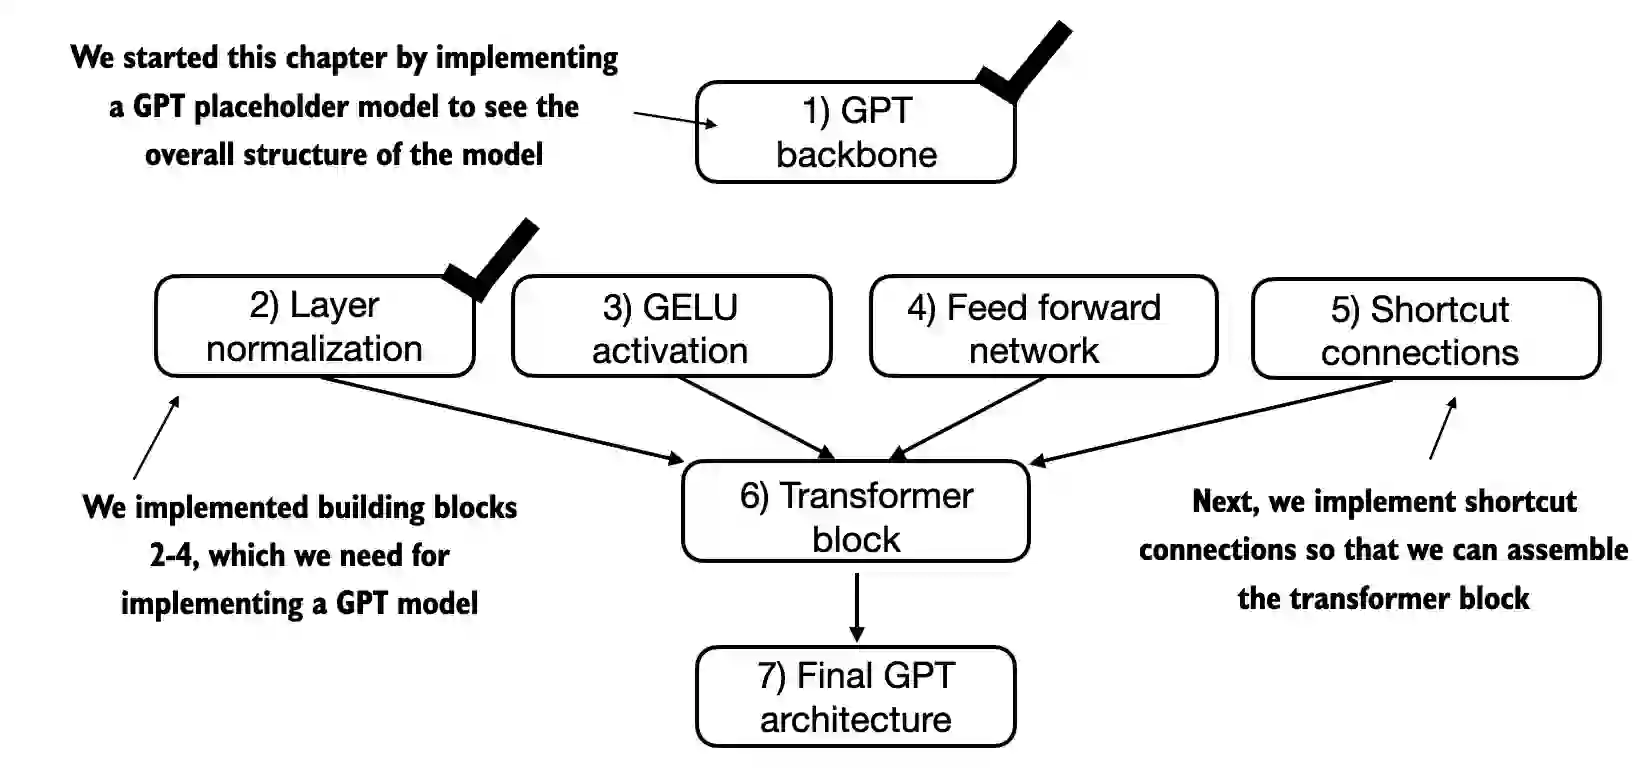 We started this chapter by implementing
a GPT placeholder model to see the
overall structure of the model
1) GPT
backbone
2) Layer
normalization
3) GELU
activation
4) Feed forward
network
5) Shortcut
connections
We implemented building blocks
2-4, which we need for
implementing a GPT model
6) Transformer
block
Next, we implement shortcut
connections so that we can assemble
the transformer block
7) Final GPT
architecture